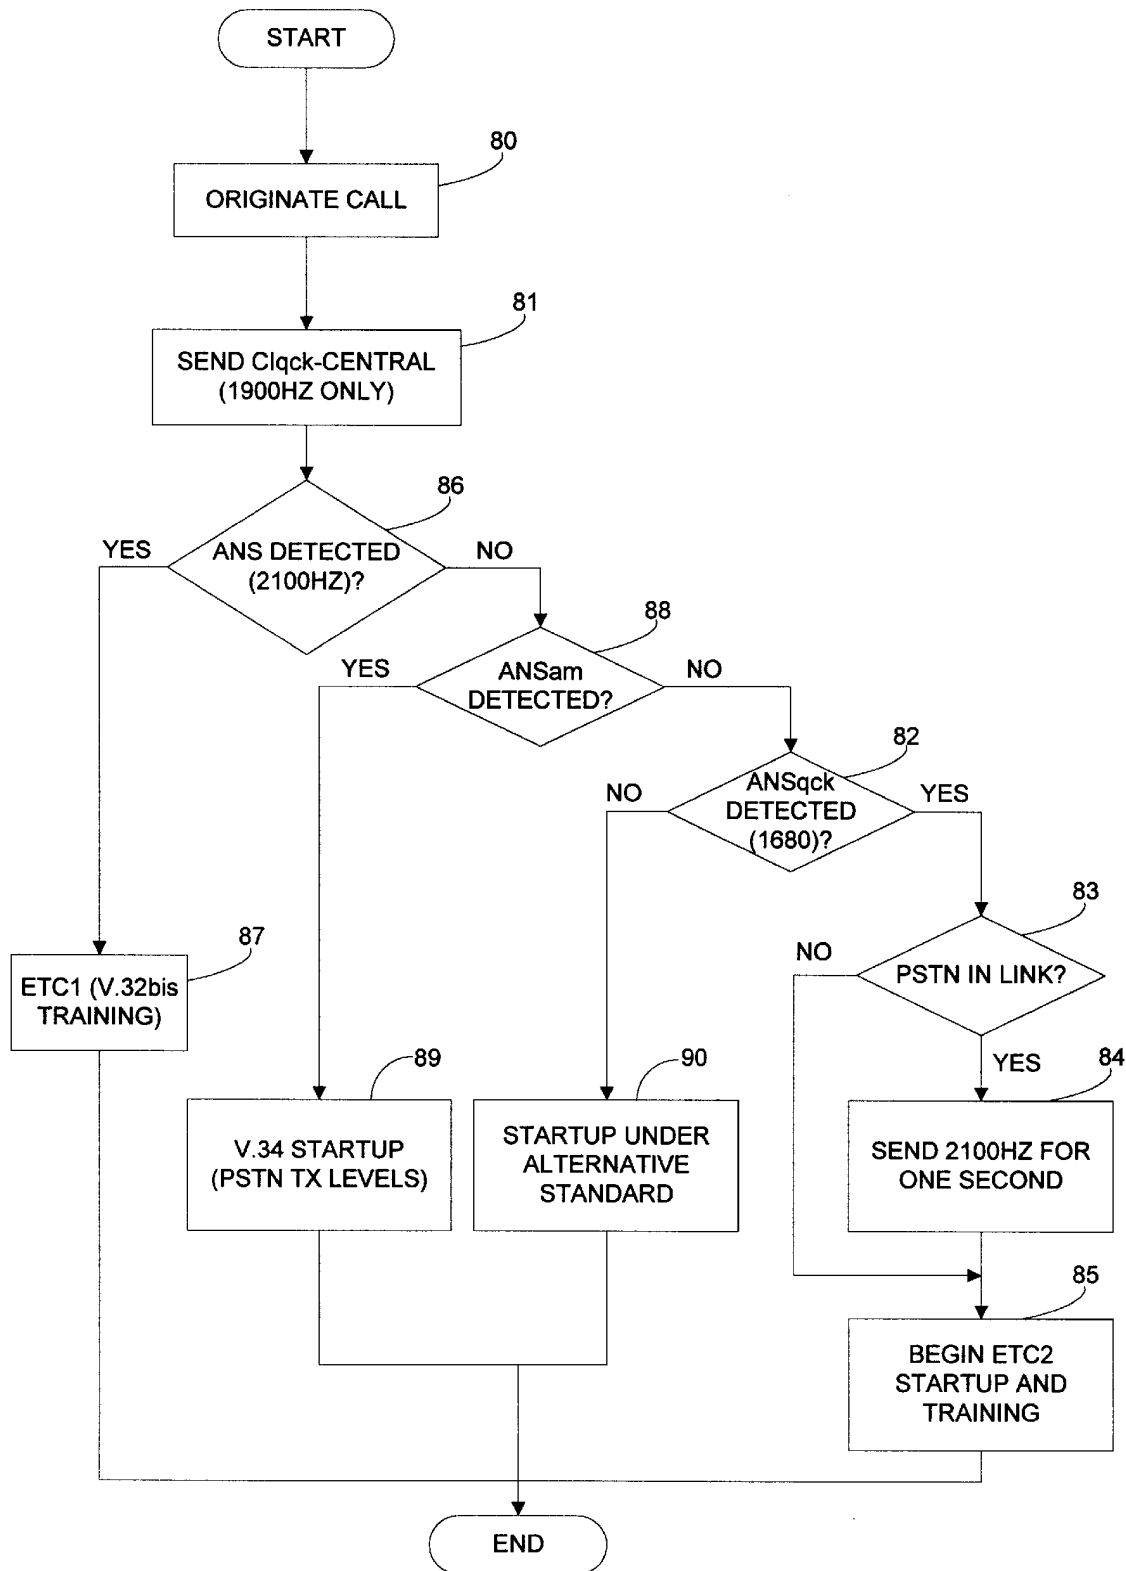 START
80
ORIGINATE CALL
81
SEND CIqck-CENTRAL
(1900HZ ONLY)
86
YES
ANS DETECTED
(2100HZ)?
NO
88
YES
ANSam
DETECTED?
NO
82
NO
ANSqck
DETECTED
(1680)?
YES
83
NO
PSTN IN LINK?
YES
87
ETC1 (V.32bis
TRAINING)
89
V.34 STARTUP
(PSTN TX LEVELS)
90
STARTUP UNDER
ALTERNATIVE
STANDARD
84
SEND 2100HZ FOR
ONE SECOND
85
BEGIN ETC2
STARTUP AND
TRAINING
END